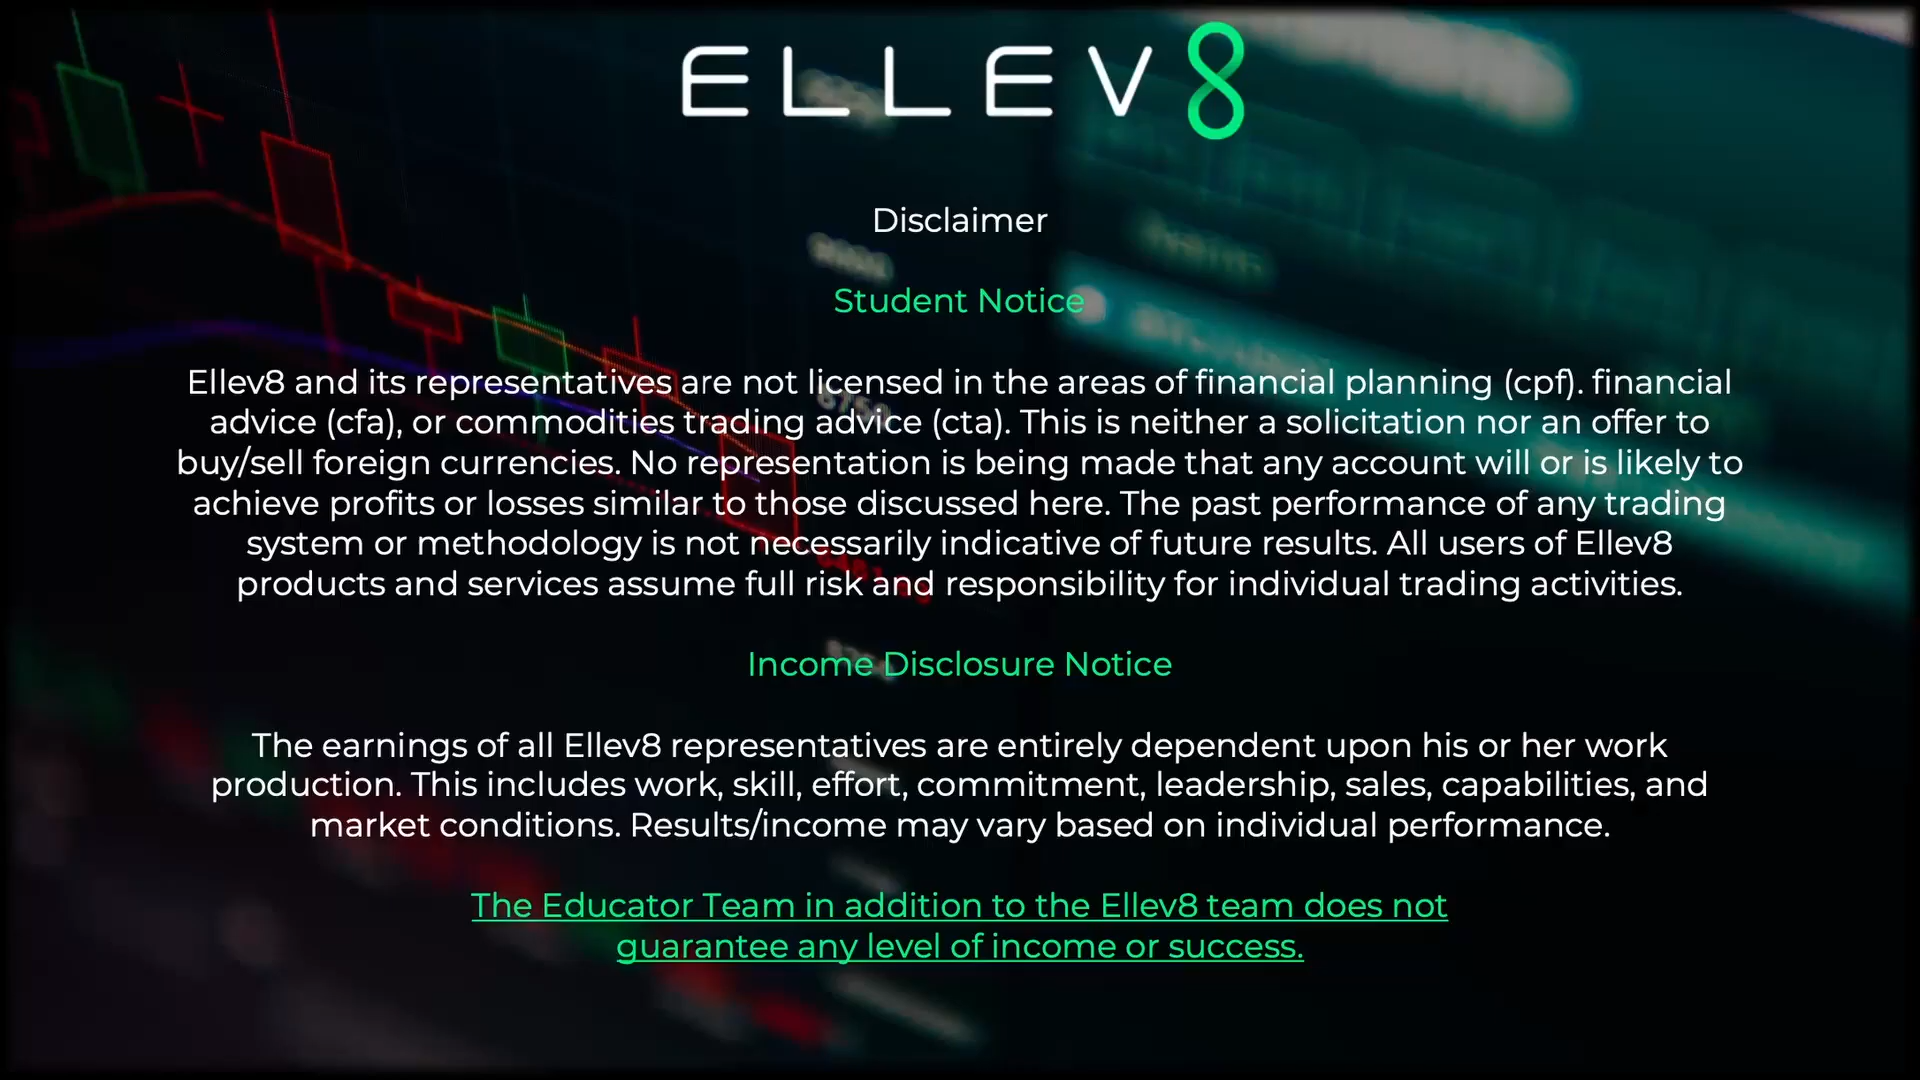 ELLEV8
Disclaimer
Student Notice
Ellev8 and its representatives are not licensed in the areas of financial planning (cpf). financial
advice (cfa), or commodities trading advice (cta). This is neither a solicitation nor an offer to
buy/sell foreign currencies. No representation is being made that any account will or is likely to
achieve profits or losses similar to those discussed here. The past performance of any trading
system or methodology is not necessarily indicative of future results. All users of Ellev8
products and services assume full risk and responsibility for individual trading activities.
Income Disclosure Notice
The earnings of all Ellev8 representatives are entirely dependent upon his or her work
production. This includes work, skill, effort, commitment, leadership, sales, capabilities, and
market conditions. Results/income may vary based on individual performance.
The Educator Team in addition to the Ellev8 team does not
guarantee any level of income or success.